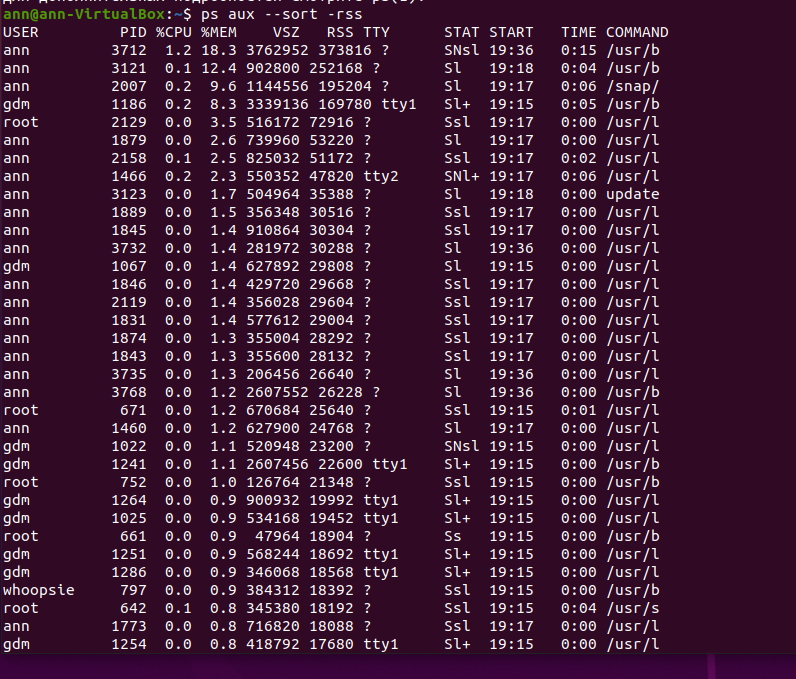 ann@ann-VirtualBox:~$ ps aux --sort -rss
USER PID %CPU %MEM VSZ RSS TTY STAT START TIME COMMAND
ann 3712 1.2 18.3 3762952 373816 ? SNsl 19:36 0:15 /usr/b
ann 3121 0.1 12.4 902800 252168 ? Sl 19:18 0:04 /usr/b
ann 2007 0.2 9.6 1144556 195204 ? Sl 19:17 0:06 /snap/
gdm 1186 0.2 8.3 3339136 169780 tty1 Sl+ 19:15 0:05 /usr/b
root 2129 0.0 3.5 516172 72916 ? Ssl 19:17 0:00 /usr/l
ann 1879 0.0 2.6 739960 53220 ? Sl 19:17 0:00 /usr/b
ann 2158 0.1 2.5 825032 51172 ? Ssl 19:17 0:02 /usr/l
ann 1466 0.2 2.3 550352 47820 tty2 SNl+ 19:17 0:06 /usr/l
ann 3123 0.0 1.7 504964 35388 ? Sl 19:18 0:00 update
ann 1889 0.0 1.5 356348 30516 ? Ssl 19:17 0:00 /usr/l
ann 1845 0.0 1.4 910864 30304 ? Ssl 19:17 0:00 /usr/l
ann 3732 0.0 1.4 281972 30288 ? Sl 19:36 0:00 /usr/b
gdm 1067 0.0 1.4 627892 29808 ? Sl 19:15 0:00 /usr/l
ann 1846 0.0 1.4 429720 29668 ? Ssl 19:17 0:00 /usr/l
ann 2119 0.0 1.4 356028 29604 ? Ssl 19:17 0:00 /usr/l
ann 1831 0.0 1.4 577612 29004 ? Ssl 19:17 0:00 /usr/l
ann 1874 0.0 1.3 355004 28292 ? Ssl 19:17 0:00 /usr/l
ann 1843 0.0 1.3 355600 28132 ? Ssl 19:17 0:00 /usr/l
ann 3735 0.0 1.3 206456 26640 ? Sl 19:36 0:00 /usr/l
ann 3768 0.0 1.2 2607552 26228 ? Sl 19:36 0:00 /usr/b
root 671 0.0 1.2 670684 25640 ? Ssl 19:15 0:01 /usr/l
ann 1460 0.0 1.2 627900 24768 ? Sl 19:17 0:00 /usr/l
gdm 1022 0.0 1.1 520948 23200 ? SNsl 19:15 0:00 /usr/l
gdm 1241 0.0 1.1 2607456 22600 tty1 Sl+ 19:15 0:00 /usr/b
root 752 0.0 1.0 126764 21348 ? Ssl 19:15 0:00 /usr/b
gdm 1264 0.0 0.9 900932 19992 tty1 Sl+ 19:15 0:00 /usr/l
gdm 1025 0.0 0.9 534168 19452 tty1 Sl+ 19:15 0:00 /usr/l
root 661 0.0 0.9 47964 18904 ? Ss 19:15 0:00 /usr/b
gdm 1251 0.0 0.9 568244 18692 tty1 Sl+ 19:15 0:00 /usr/l
gdm 1286 0.0 0.9 346068 18568 tty1 Sl+ 19:15 0:00 /usr/l
whoopsie 797 0.0 0.9 384312 18392 ? Ssl 19:15 0:00 /usr/b
root 642 0.1 0.8 345380 18192 ? Ssl 19:15 0:04 /usr/s
ann 1773 0.0 0.8 716820 18088 ? Ssl 19:17 0:00 /usr/l
gdm 1254 0.0 0.8 418792 17680 tty1 Sl+ 19:15 0:00 /usr/l